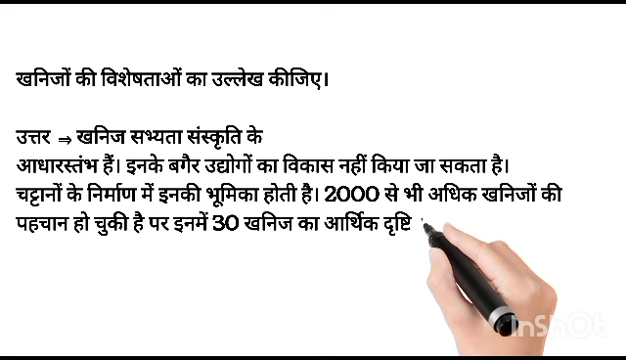 खनिजों की विशेषताओं का उल्लेख कीजिए।
उत्तर ⇒ खनिज सभ्यता संस्कृति के
आधारस्तंभ हैं। इनके बगैर उद्योगों का विकास नहीं किया जा सकता है।
चट्टानों के निर्माण में इनकी भूमिका होती है। 2000 से भी अधिक खनिजों की
पहचान हो चुकी है पर इनमें 30 खनिज का आर्थिक दृष्टि
InShOt